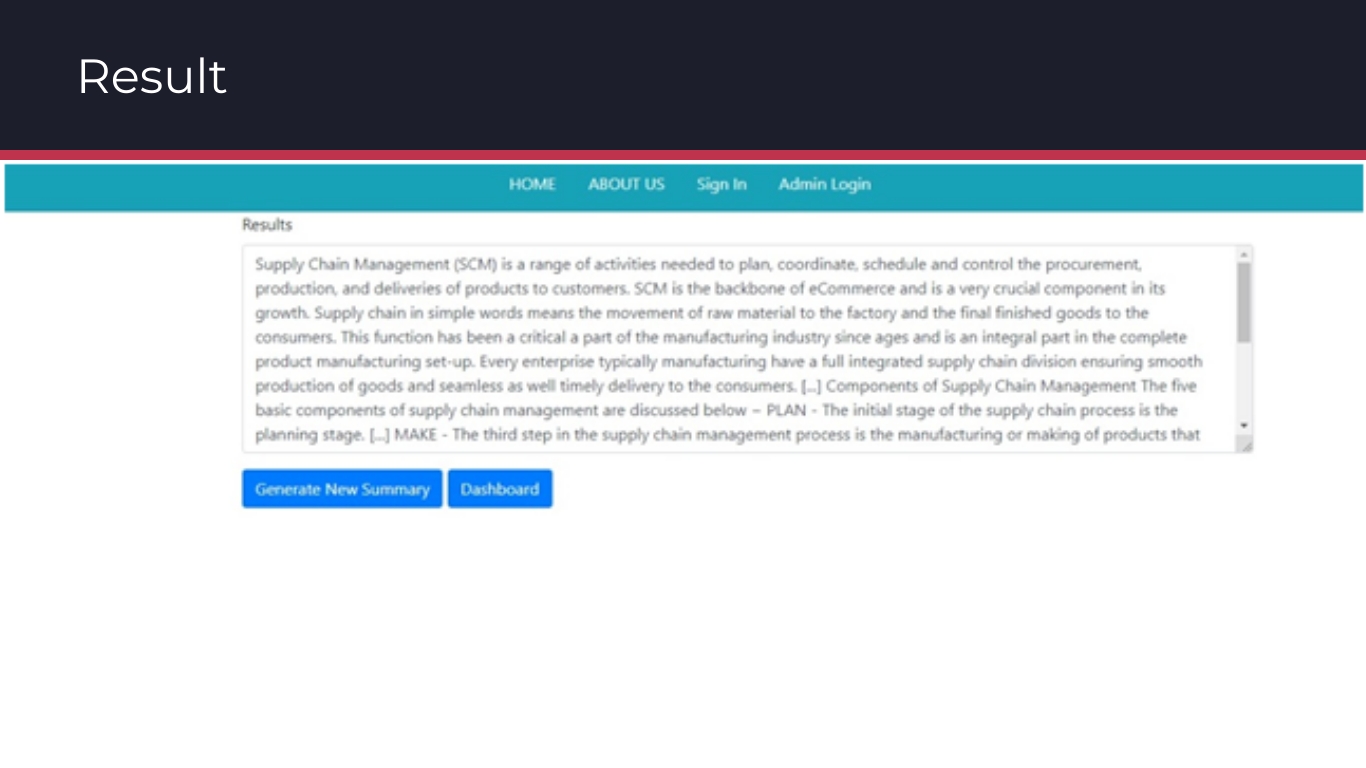 Result
HOME ABOUT US Sign In Admin Login
Results
Supply Chain Management (SCM) is a range of activities needed to plan, coordinate, schedule and control the procurement,
production, and deliveries of products to customers. SCM is the backbone of eCommerce and is a very crucial component in its
growth. Supply chain in simple words means the movement of raw material to the factory and the final finished goods to the
consumers. This function has been a critical a part of the manufacturing industry since ages and is an integral part in the complete
product manufacturing set-up. Every enterprise typically manufacturing have a full integrated supply chain division ensuring smooth
production of goods and seamless as well timely delivery to the consumers. [...] Components of Supply Chain Management The five
basic components of supply chain management are discussed below – PLAN - The initial stage of the supply chain process is the
planning stage. [...] MAKE - The third step in the supply chain management process is the manufacturing or making of products that
Generate New Summary Dashboard